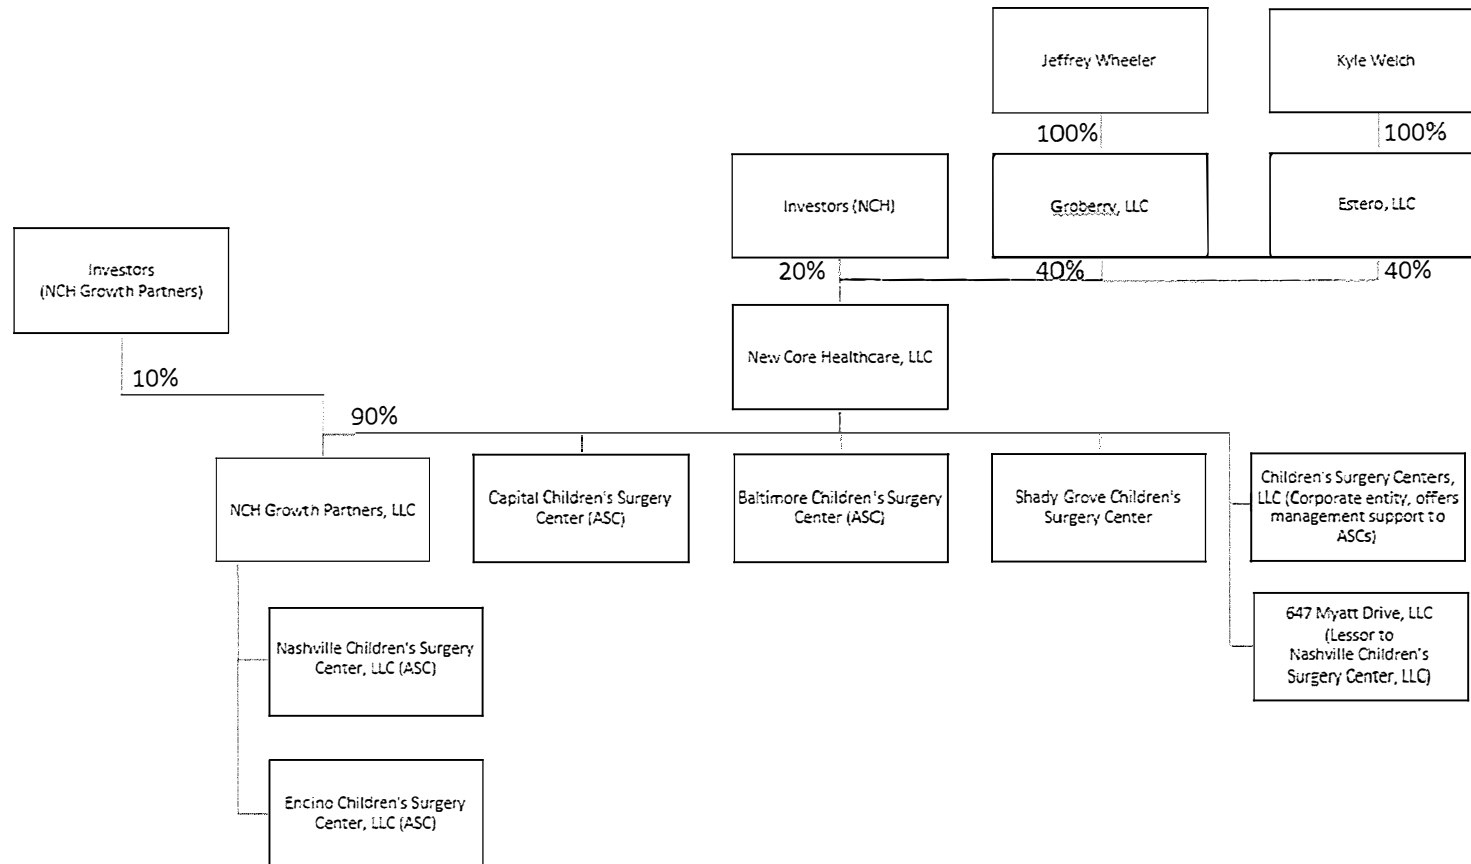 Jeffrey Wheeler
Kyle Welch
100%
100%
Investors (NCH)
Groberry, LLC
Estero, LLC
Investors
(NCH Growth Partners)
20%
40%
40%
New Core Healthcare, LLC
10%
90%
NCH Growth Partners, LLC
Capital Children's Surgery
Center (ASC)
Baltimore Children's Surgery
Center (ASC)
Shady Grove Children's
Surgery Center
Children's Surgery Centers,
LLC (Corporate entity, offers
management support to
ASCs)
647 Myatt Drive, LLC
(Lessor to
Nashville Children's
Surgery Center, LLC)
Nashville Children's Surgery
Center, LLC (ASC)
Encino Children's Surgery
Center, LLC (ASC)